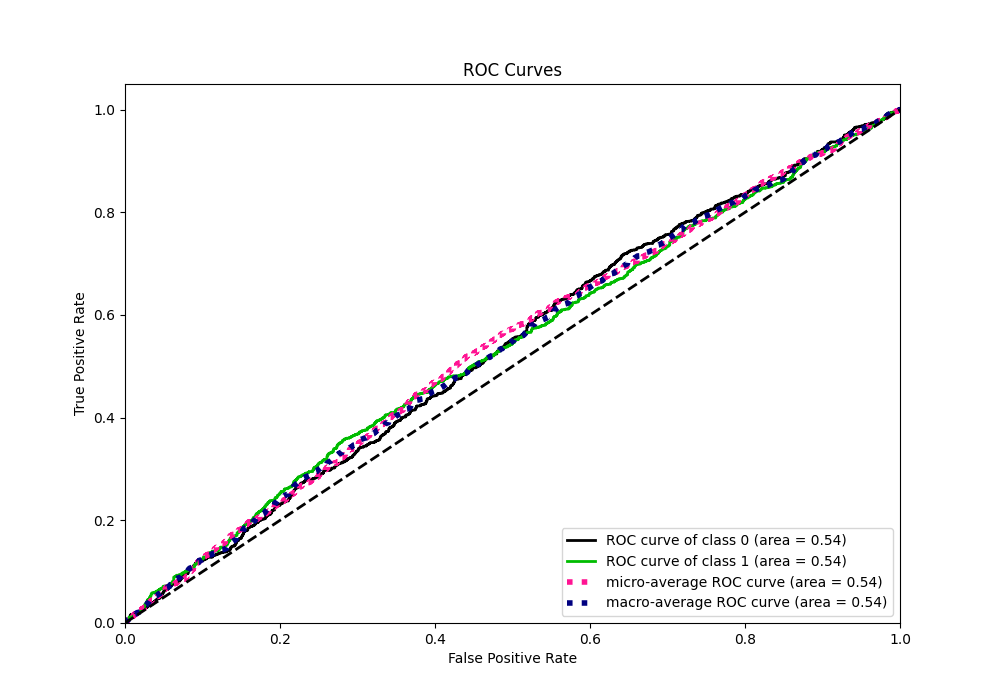 ROC Curves
True Positive Rate
1.0
0.8
0.6
0.4
0.2
0.0
ROC curve of class 0 (area = 0.54)
ROC curve of class 1 (area = 0.54)
micro-average ROC curve (area = 0.54)
macro-average ROC curve (area = 0.54)
0.0 0.2 0.4 0.6 0.8 1.0
False Positive Rate